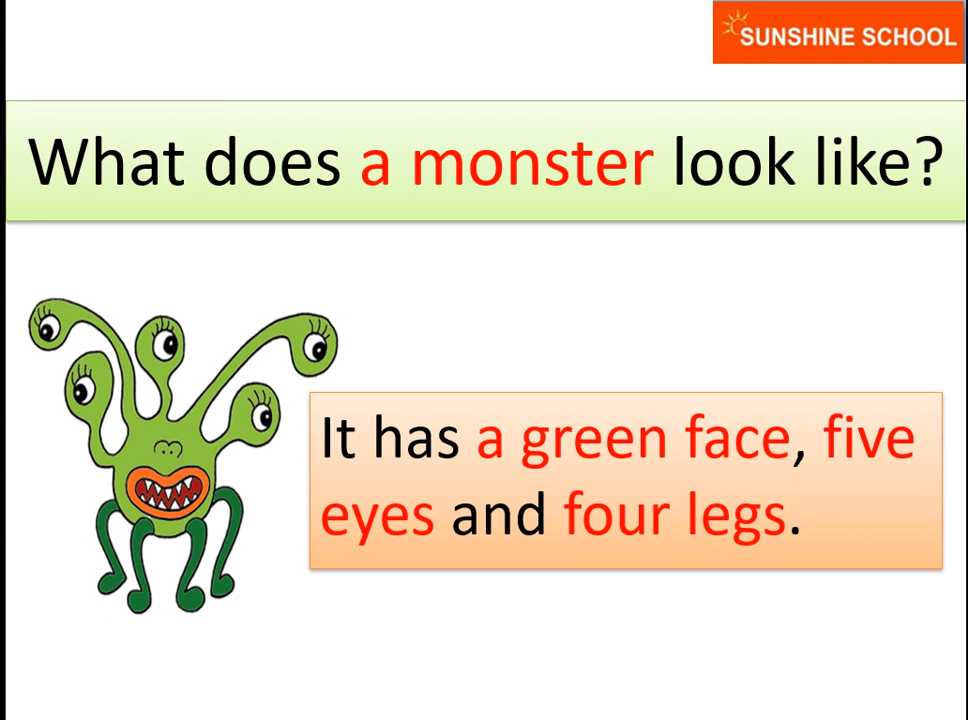 SUNSHINE SCHOOL
What does a monster look like?
It has a green face, five
eyes and four legs.